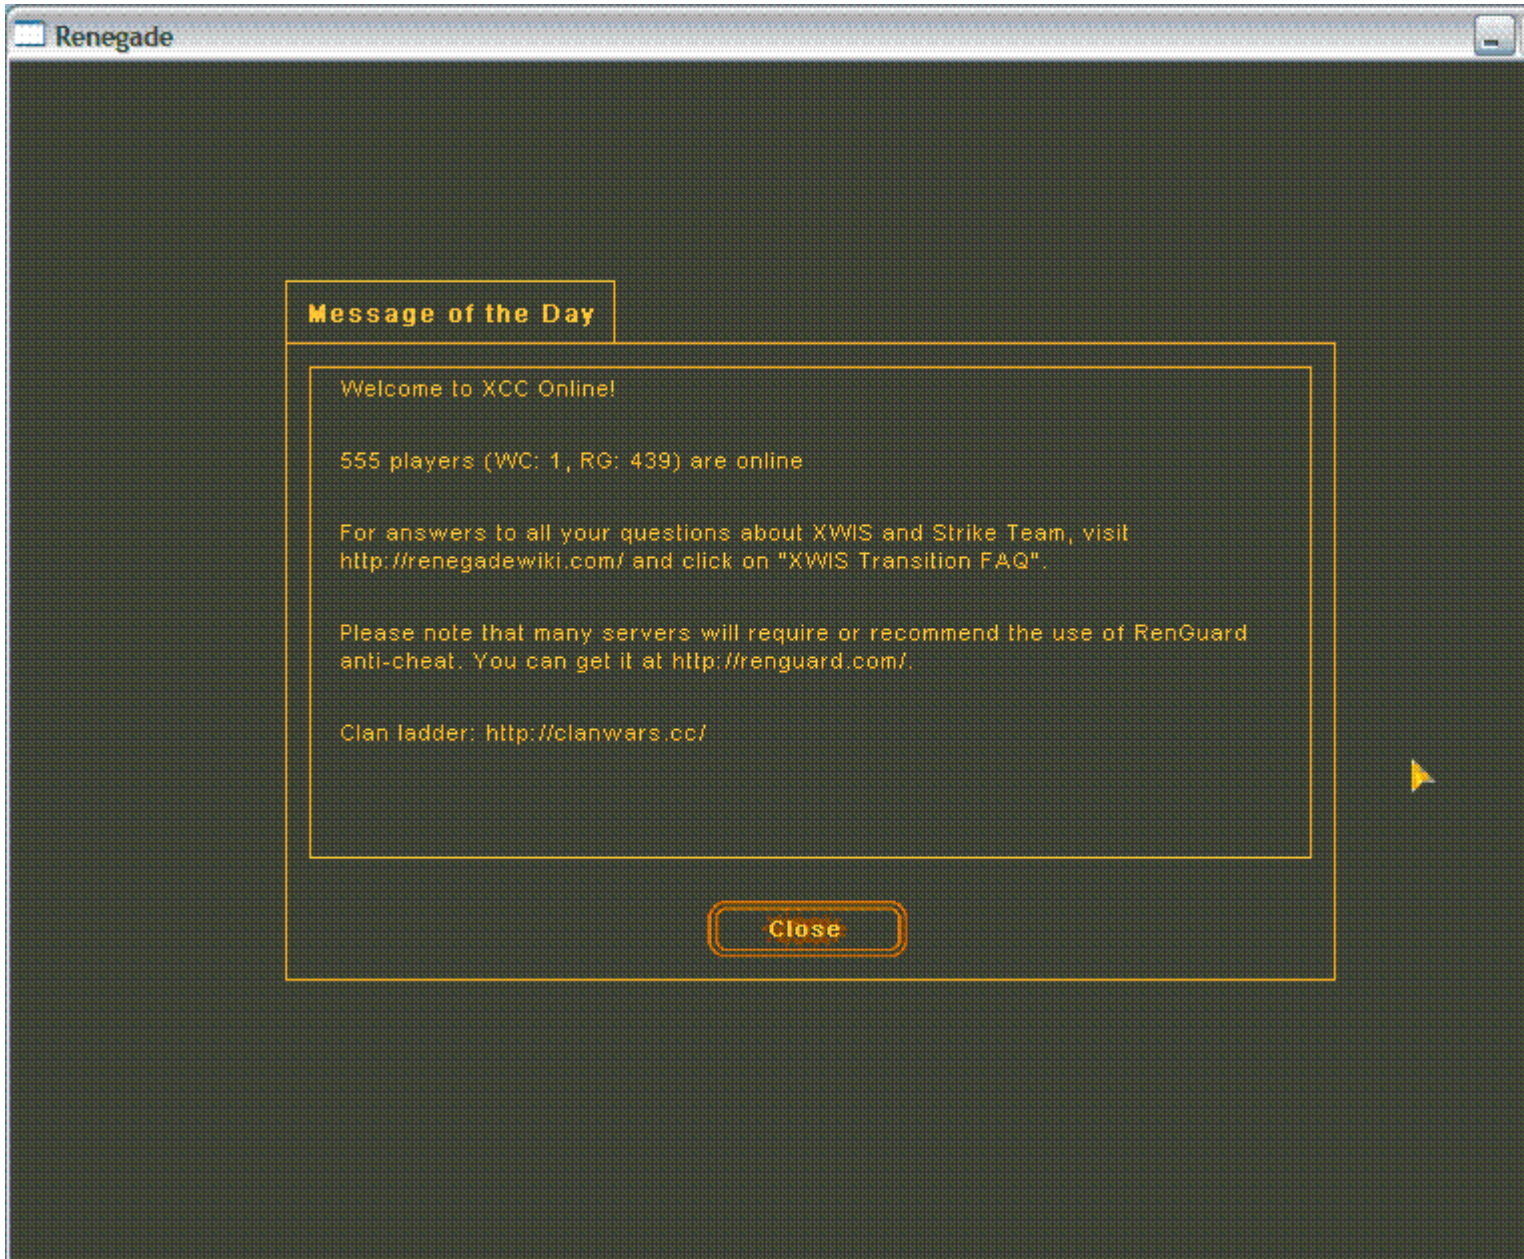 Renegade
Message of the Day
Welcome to XCC Online!
555 players (WC: 1, RG: 439) are online
For answers to all your questions about XWIS and Strike Team, visit
http://renegadewiki.com/ and click on "XWIS Transition FAQ".
Please note that many servers will require or recommend the use of RenGuard
anti-cheat. You can get it at http://renguard.com/.
Clan ladder: http://clanwars.cc/
Close